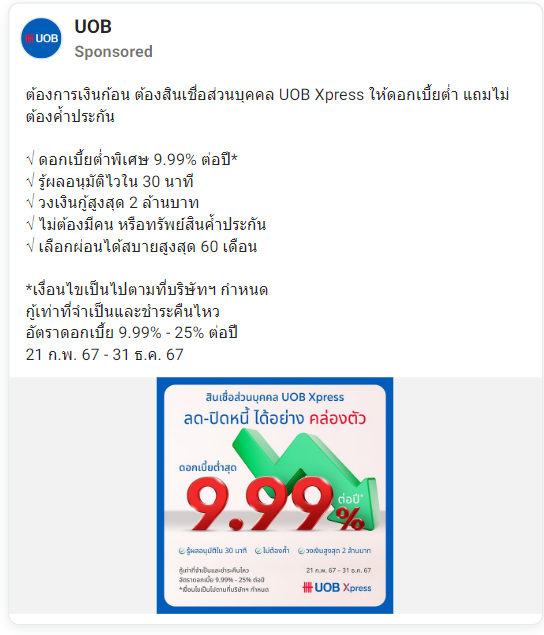 UOB
UOB
Sponsored
ต้องการเงินก้อน ต้องสินเชื่อส่วนบุคคล UOB Xpress ให้ดอกเบี้ยต่ำ แถมไม่
ต้องค้ำประกัน
√ ดอกเบี้ยต่ำพิเศษ 9.99% ต่อปี*
√ รู้ผลอนุมัติไวใน 30 นาที
√ วงเงินกู้สูงสุด 2 ล้านบาท
√ ไม่ต้องมีคน หรือทรัพย์สินค้ำประกัน
√ เลือกผ่อนได้สบายสูงสุด 60 เดือน
*เงื่อนไขเป็นไปตามที่บริษัทฯ กำหนด
กู้เท่าที่จำเป็นและชำระคืนไหว
อัตราดอกเบี้ย 9.99% - 25% ต่อปี
21 ก.พ. 67 - 31 ธ.ค. 67
สินเชื่อส่วนบุคคล UOB Xpress
ลด-ปิดหนี้ ได้อย่าง คล่องตัว
ดอกเบี้ยต่ำสุด
9.99% ต่อปี*
รู้ผลอนุมัติใน 30 นาที ไม่ต้องค้ำ วงเงินสูงสุด 2 ล้านบาท
กู้เท่าที่จำเป็นและชำระคืนไหว 21 ก.พ. 67 - 31 ธ.ค. 67
อัตราดอกเบี้ย 9.99% - 25% ต่อปี
*เงื่อนไขเป็นไปตามที่บริษัทฯ กำหนด
UOB Xpress